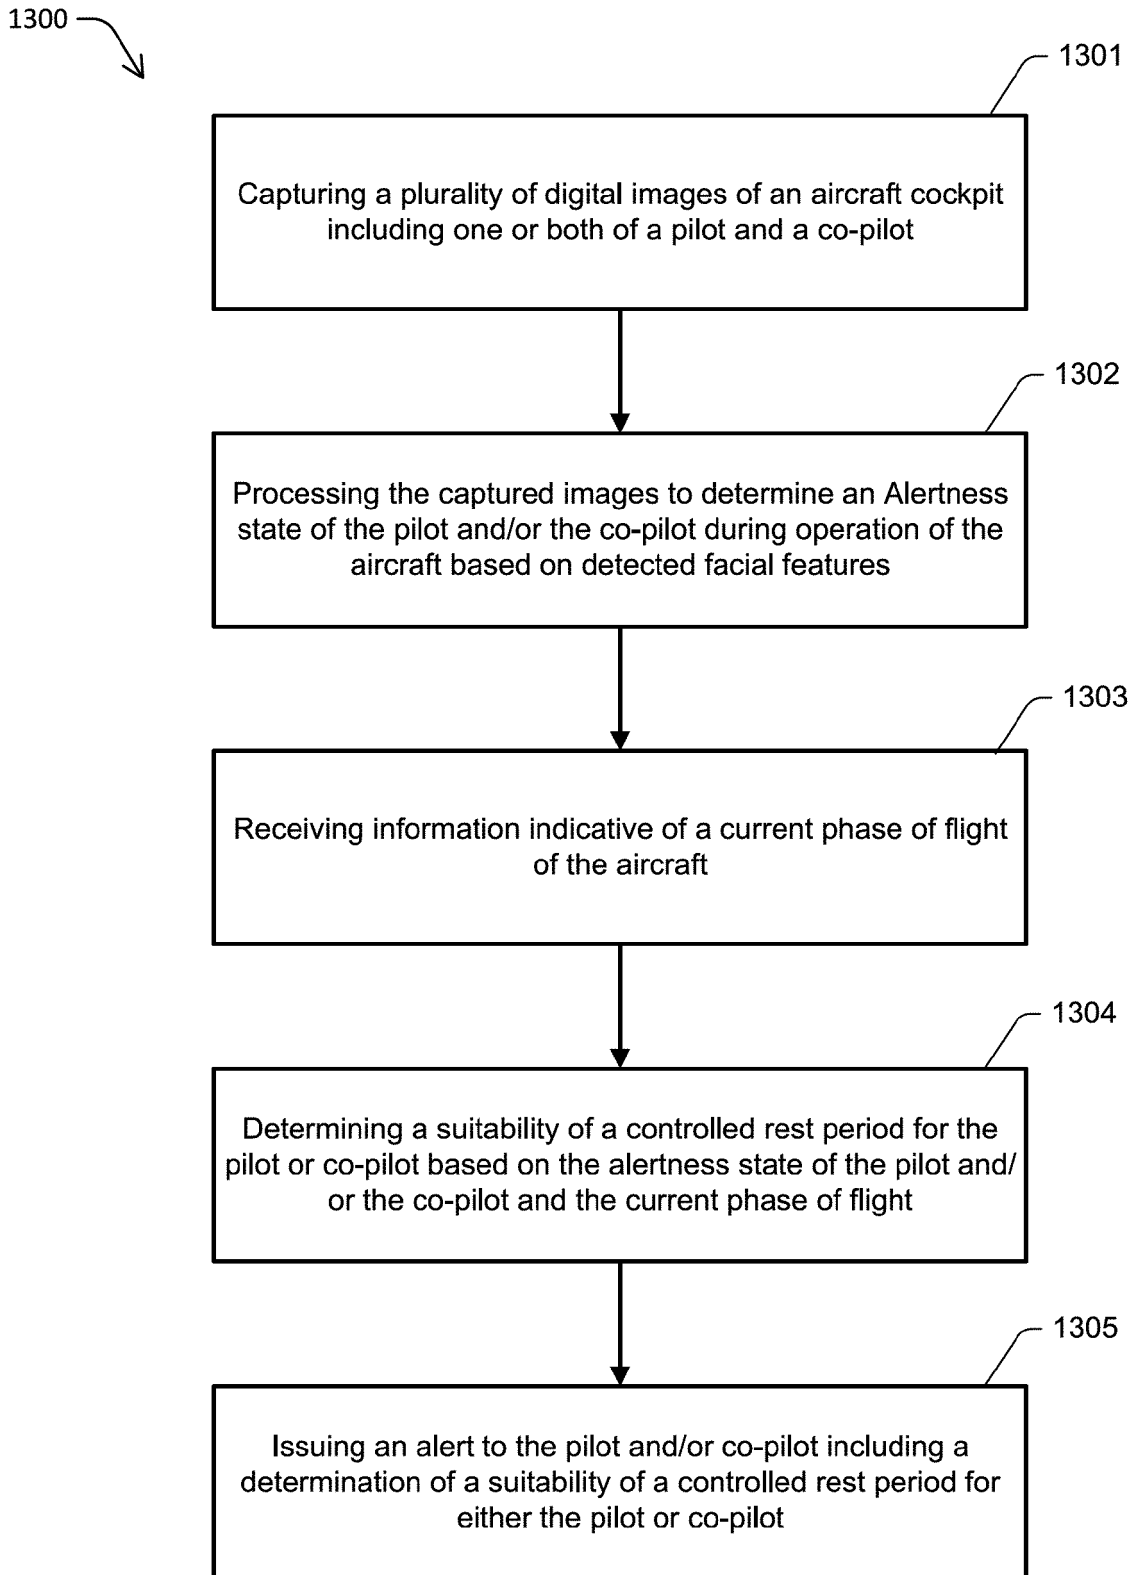 1300
1301
Capturing a plurality of digital images of an aircraft cockpit
including one or both of a pilot and a co-pilot
1302
Processing the captured images to determine an Alertness
state of the pilot and/or the co-pilot during operation of the
aircraft based on detected facial features
1303
Receiving information indicative of a current phase of flight
of the aircraft
1304
Determining a suitability of a controlled rest period for the
pilot or co-pilot based on the alertness state of the pilot and/
or the co-pilot and the current phase of flight
1305
Issuing an alert to the pilot and/or co-pilot including a
determination of a suitability of a controlled rest period for
either the pilot or co-pilot